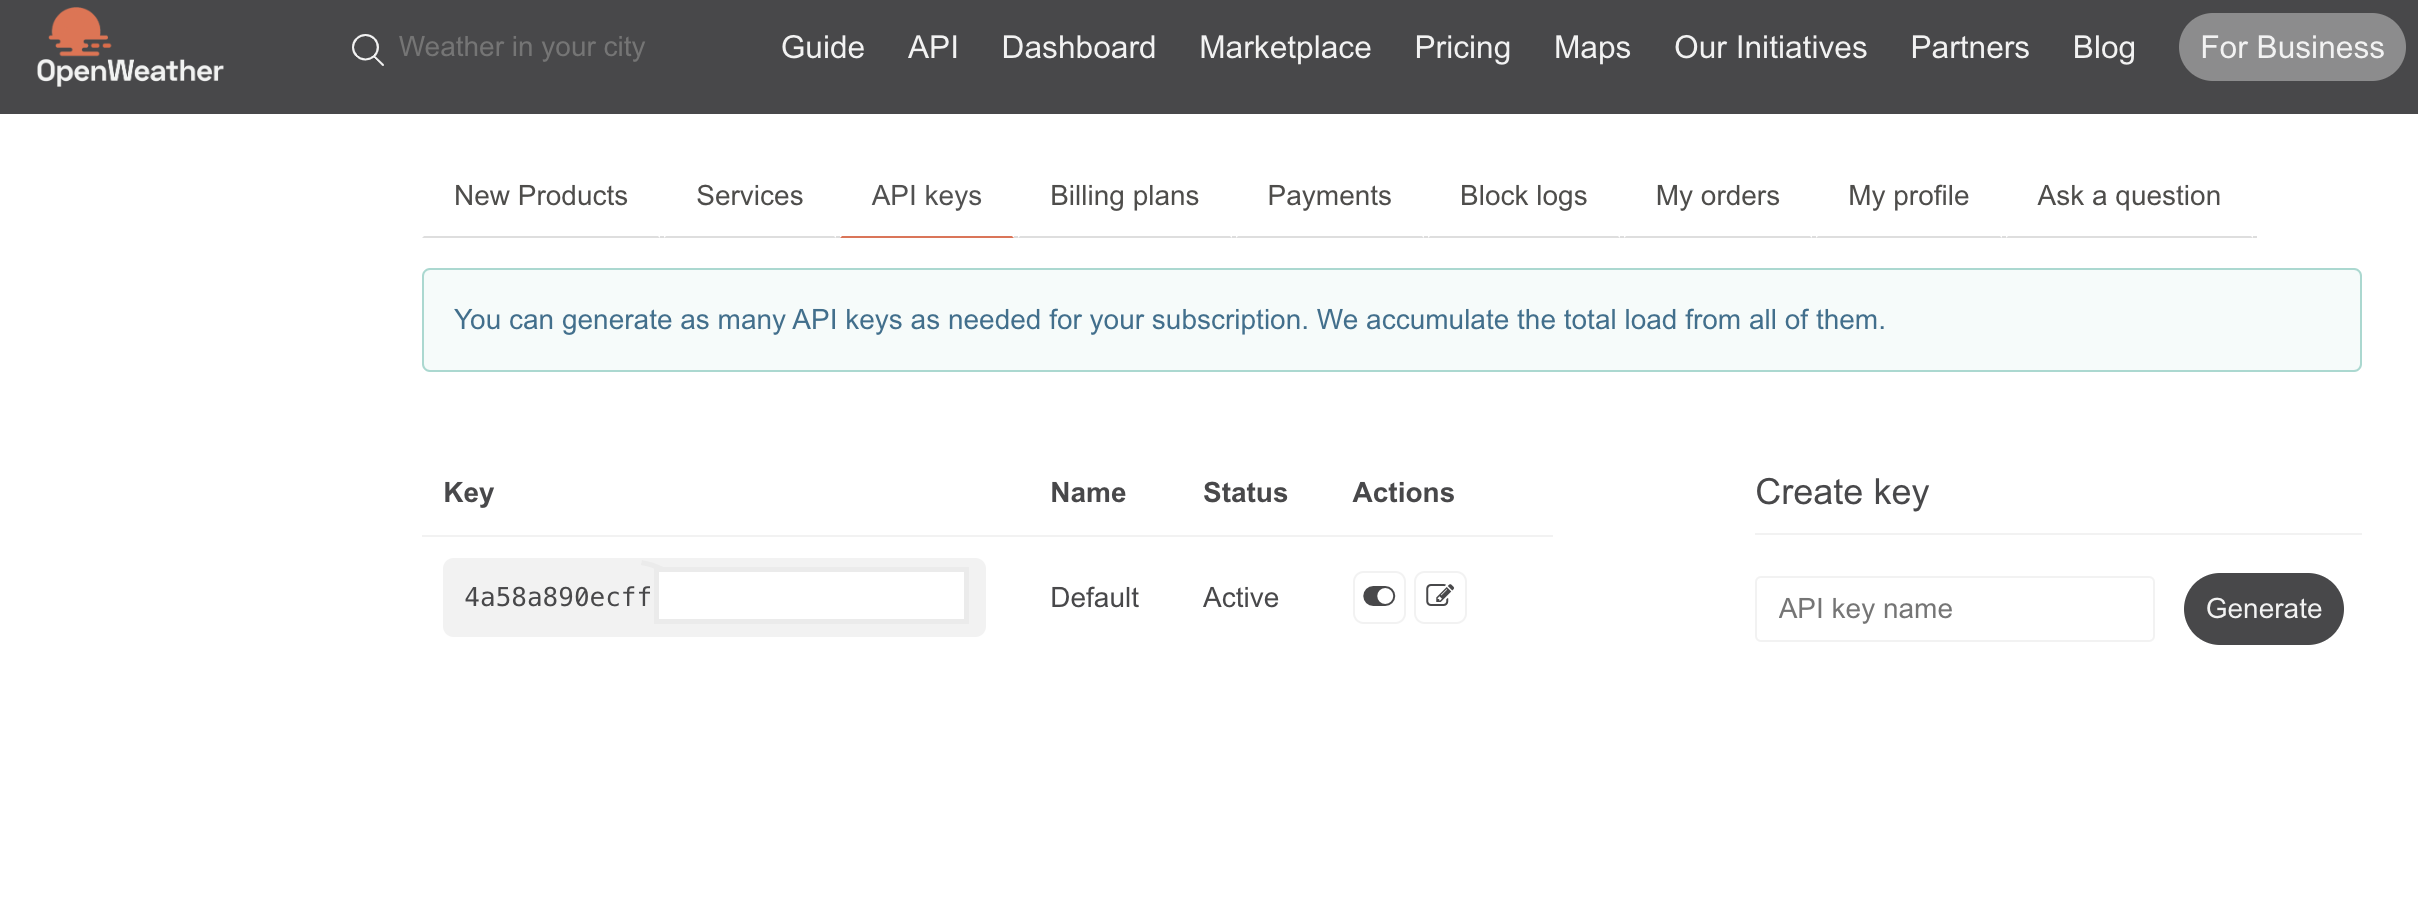 OpenWeather
Weather in your city
Guide API Dashboard Marketplace Pricing Maps Our Initiatives Partners Blog For Business
New Products Services API keys Billing plans Payments Block logs My orders My profile Ask a question
You can generate as many API keys as needed for your subscription. We accumulate the total load from all of them.
Key Name Status Actions
4a58a890ecff Default Active
Create key
API key name Generate